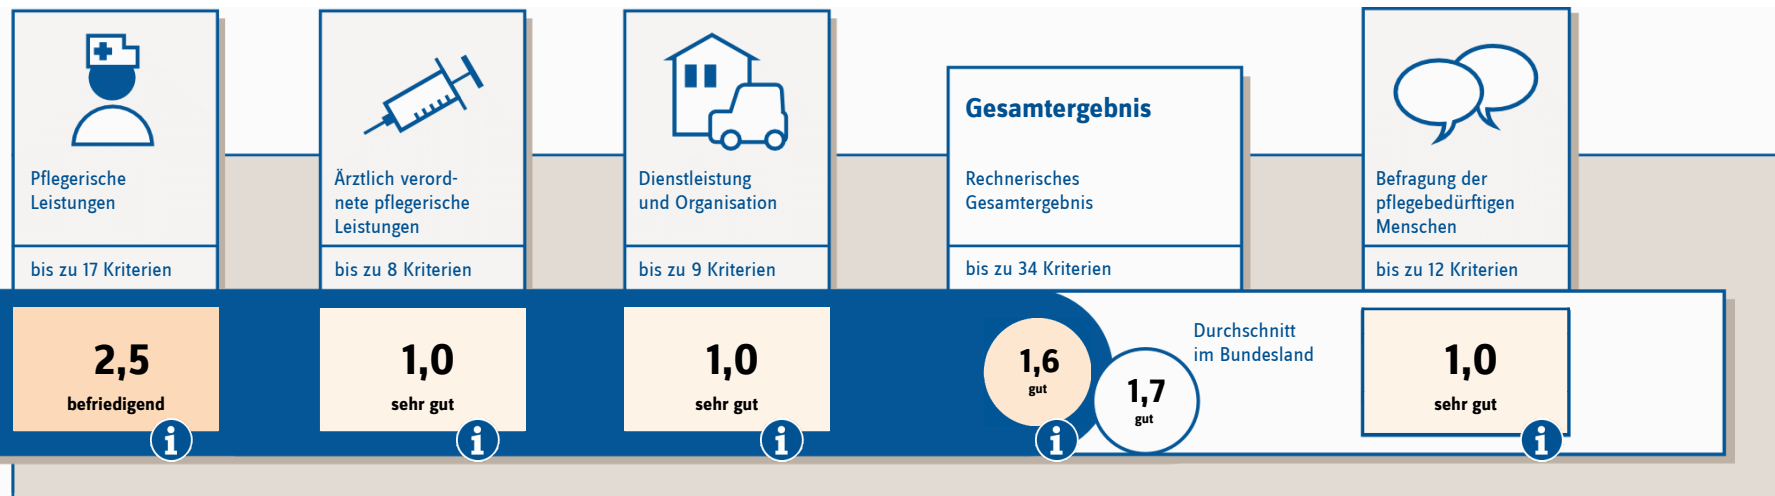 Pflegerische
Leistungen
bis zu 17 Kriterien
2,5
befriedigend
Ärztlich verord-
nete pflegerische
Leistungen
bis zu 8 Kriterien
1,0
sehr gut
Dienstleistung
und Organisation
bis zu 9 Kriterien
1,0
sehr gut
Gesamtergebnis
Rechnerisches
Gesamtergebnis
bis zu 34 Kriterien
1,6
gut
1,7
gut
Durchschnitt
im Bundesland
Befragung der
pflegebedürftigen
Menschen
bis zu 12 Kriterien
1,0
sehr gut